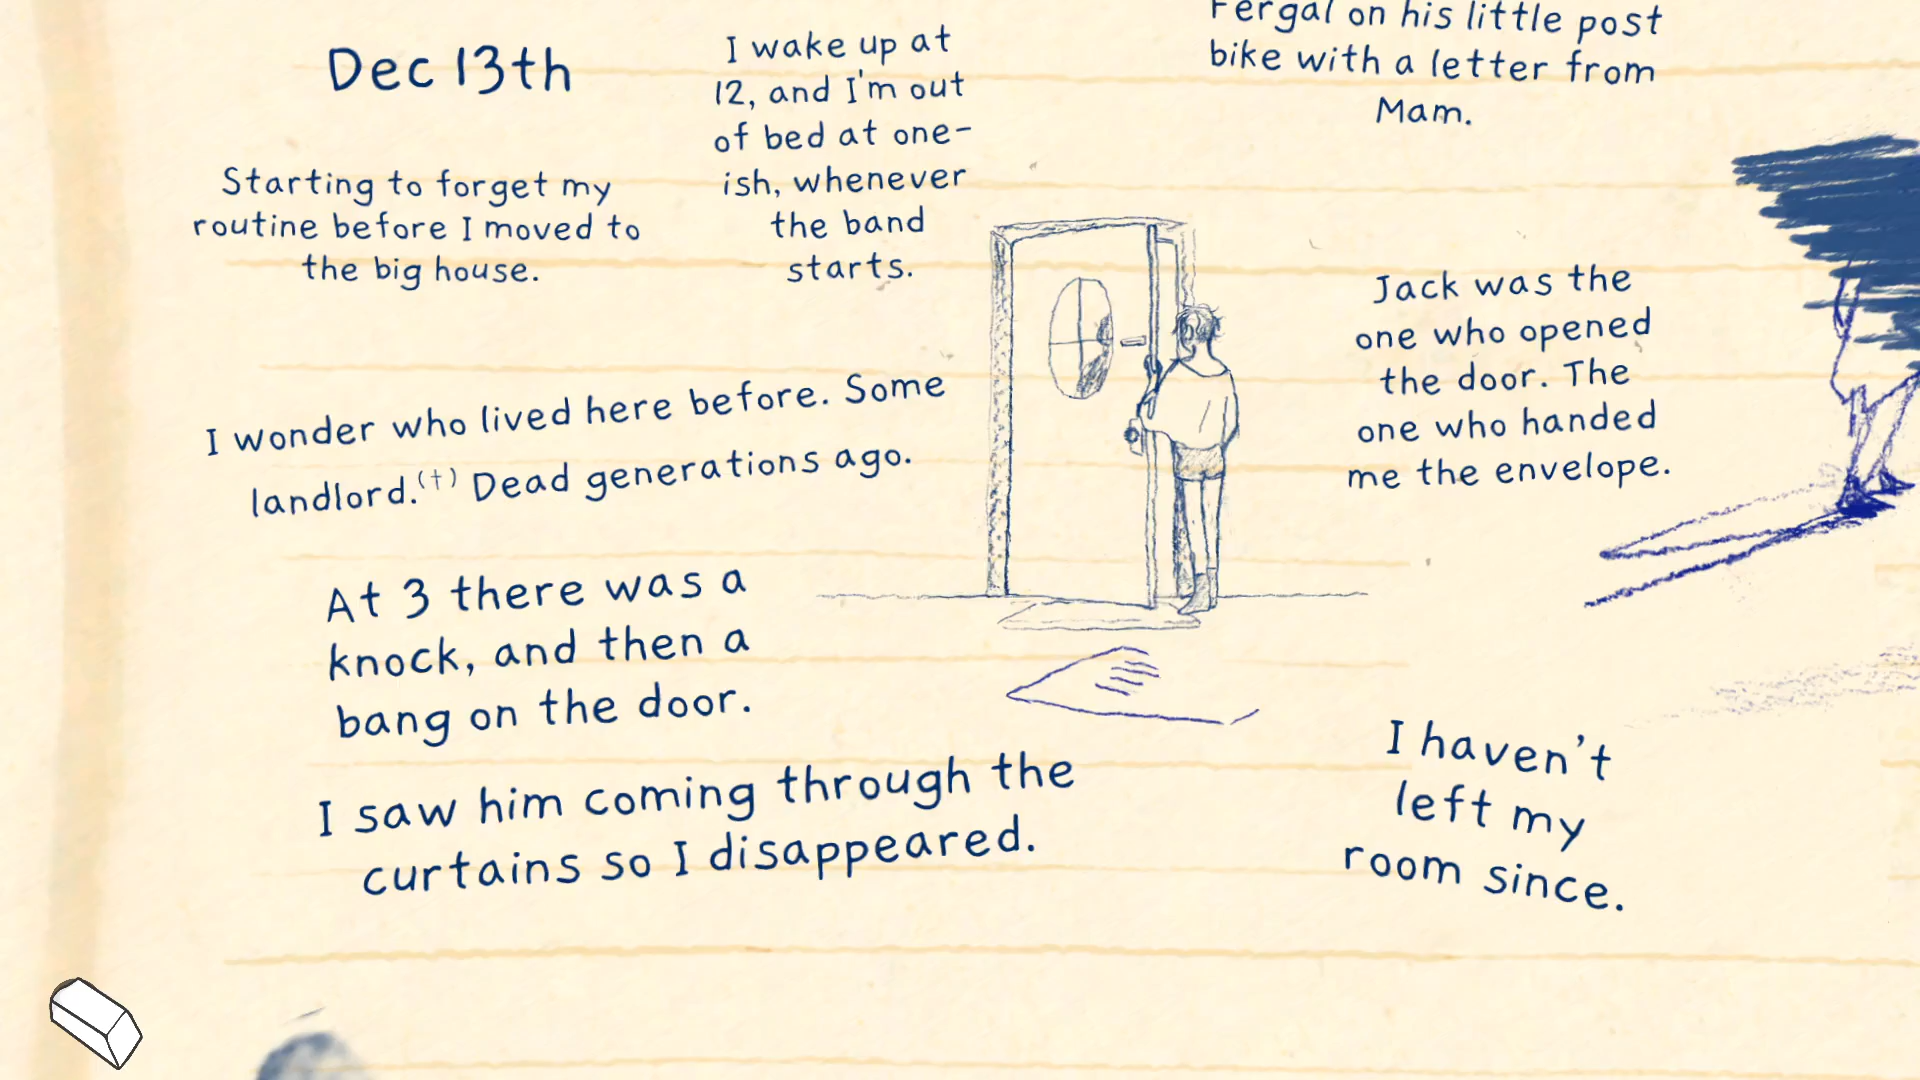 Dec 13th
Starting to forget my
routine before I moved to
the big house.
I wake up at
12, and I'm out
of bed at one-
ish, whenever
the band
starts.
I wonder who lived here before. Some
landlord.(†) Dead generations ago.
At 3 there was a
knock, and then a
bang on the door.
I saw him coming through the
curtains so I disappeared.
Fergal on his little post
bike with a letter from
Mam.
Jack was the
one who opened
the door. The
one who handed
me the envelope.
I haven't
left my
room since.